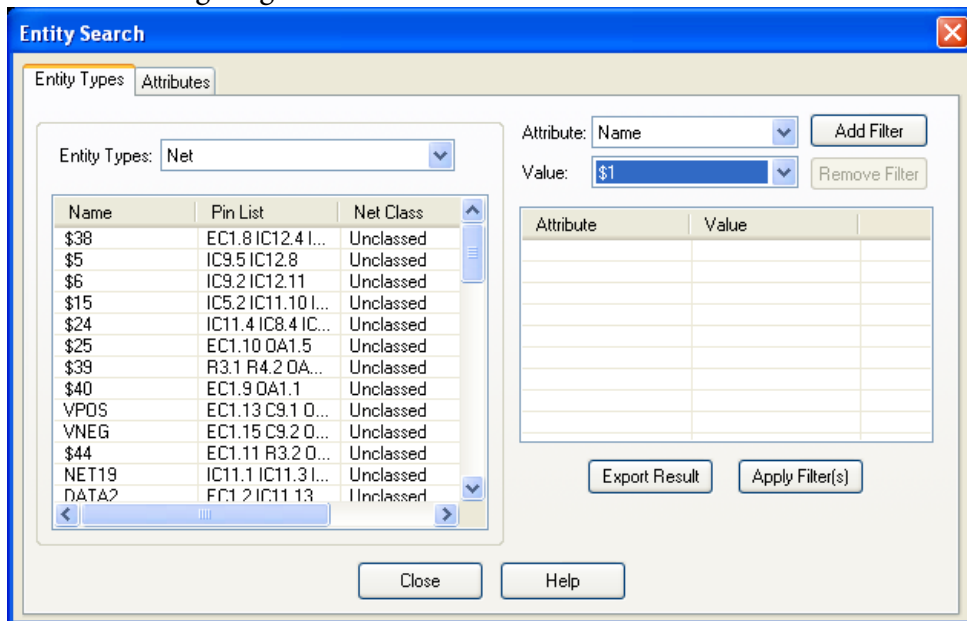 Entity Search
Entity Types Attributes
Entity Types: Net
Name Pin List Net Class
$38 EC1.8 IC12.4 I... Unclassed
$5 IC9.5 IC12.8 Unclassed
$6 IC9.2 IC12.11 Unclassed
$15 IC5.2 IC11.10 I... Unclassed
$24 IC11.4 IC8.4 IC... Unclassed
$25 EC1.10 OA1.5 Unclassed
$39 R3.1 R4.2 OA... Unclassed
$40 EC1.9 OA1.1 Unclassed
VPOS EC1.13 C9.1 O... Unclassed
VNEG EC1.15 C9.2 O... Unclassed
$44 EC1.11 R3.2 O... Unclassed
NET19 IC11.1 IC11.3 I... Unclassed
DATA2 EC1.2 IC11.13 Unclassed
Attribute: Name Add Filter
Value: $1 Remove Filter
Attribute Value
Export Result Apply Filter(s)
Close Help